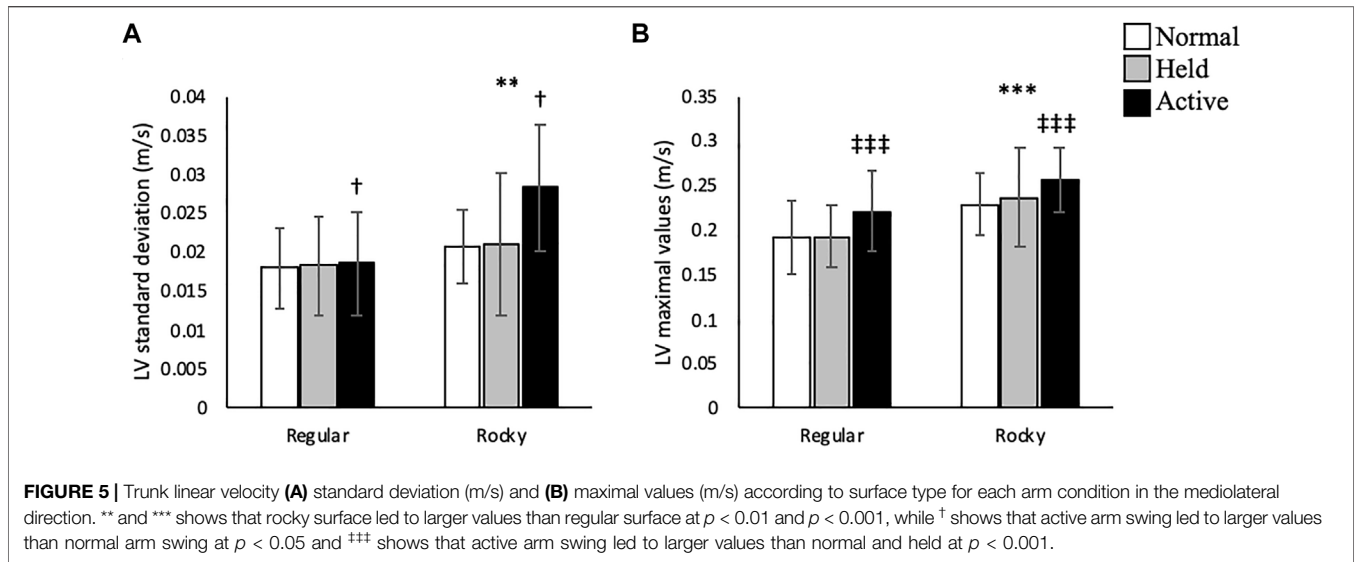 A
B
Normal
Held
Active
LV standard deviation (m/s)
0.04
0.035
0.03
0.025
0.02
0.015
0.01
0.005
0
†
**
†
Regular
Rocky
LV maximal values (m/s)
0.35
0.3
0.25
0.2
0.15
0.1
0.05
0
‡‡‡
***
‡‡‡
Regular
Rocky
FIGURE 5 | Trunk linear velocity (A) standard deviation (m/s) and (B) maximal values (m/s) according to surface type for each arm condition in the mediolateral
direction. ** and *** shows that rocky surface led to larger values than regular surface at p < 0.01 and p < 0.001, while † shows that active arm swing led to larger values
than normal arm swing at p < 0.05 and ‡‡‡ shows that active arm swing led to larger values than normal and held at p < 0.001.